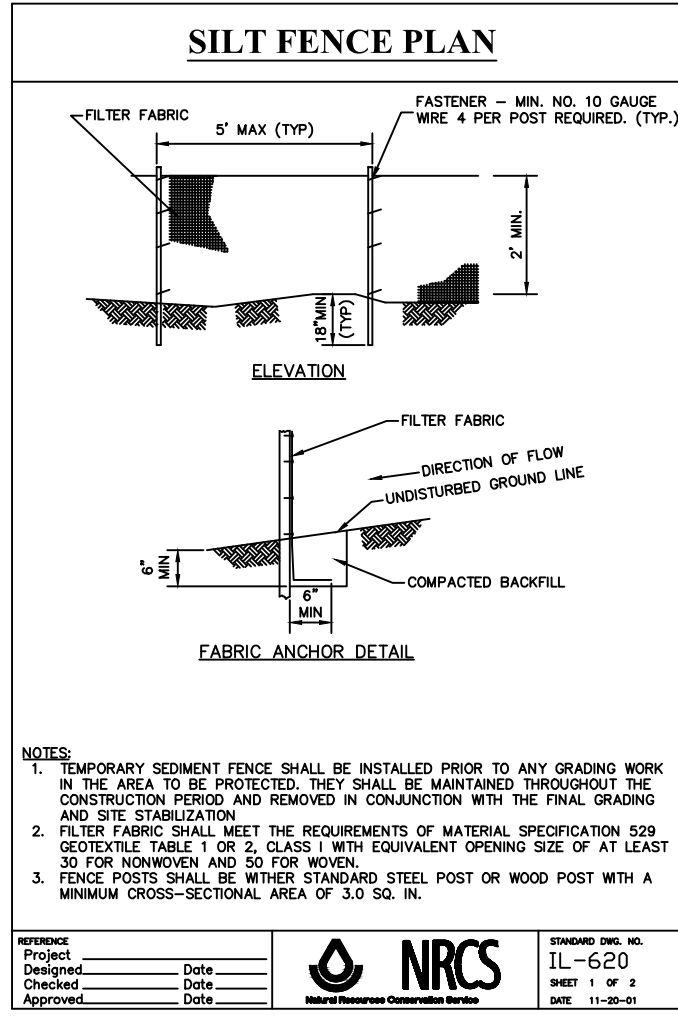 SILT FENCE PLAN
FILTER FABRIC
5' MAX (TYP)
FASTENER – MIN. NO. 10 GAUGE
WIRE 4 PER POST REQUIRED. (TYP.)
2' MIN.
18"MIN
(TYP)
ELEVATION
FILTER FABRIC
DIRECTION OF FLOW
UNDISTURBED GROUND LINE
6"
MIN
COMPACTED BACKFILL
6"
MIN
FABRIC ANCHOR DETAIL
NOTES:
1. TEMPORARY SEDIMENT FENCE SHALL BE INSTALLED PRIOR TO ANY GRADING WORK
IN THE AREA TO BE PROTECTED. THEY SHALL BE MAINTAINED THROUGHOUT THE
CONSTRUCTION PERIOD AND REMOVED IN CONJUNCTION WITH THE FINAL GRADING
AND SITE STABILIZATION
2. FILTER FABRIC SHALL MEET THE REQUIREMENTS OF MATERIAL SPECIFICATION 529
GEOTEXTILE TABLE 1 OR 2, CLASS I WITH EQUIVALENT OPENING SIZE OF AT LEAST
30 FOR NONWOVEN AND 50 FOR WOVEN.
3. FENCE POSTS SHALL BE WITHER STANDARD STEEL POST OR WOOD POST WITH A
MINIMUM CROSS–SECTIONAL AREA OF 3.0 SQ. IN.
REFERENCE
Project
Designed Date
Checked Date
Approved Date
NRCS
Natural Resources Conservation Service
STANDARD DWG. NO.
IL-620
SHEET 1 OF 2
DATE 11-20-01